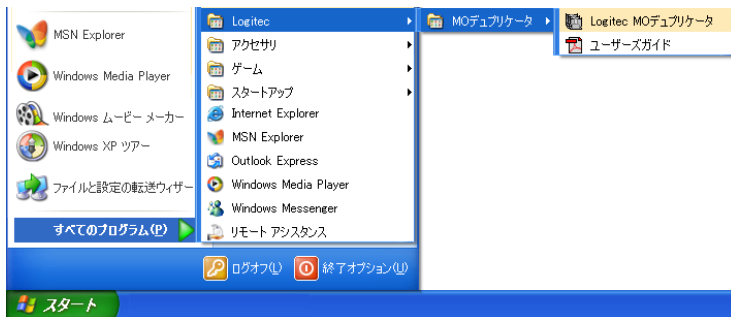 MSN Explorer
Windows Media Player
Windows ムービー メーカー
Windows XP ツアー
ファイルと設定の転送ウィザー
すべてのプログラム(P)
Logitec
アクセサリ
ゲーム
スタートアップ
Internet Explorer
MSN Explorer
Outlook Express
Windows Media Player
Windows Messenger
リモート アシスタンス
MOデュプリケータ
Logitec MOデュプリケータ
ユーザーズガイド
ログオフ(L)
終了オプション(U)
スタート